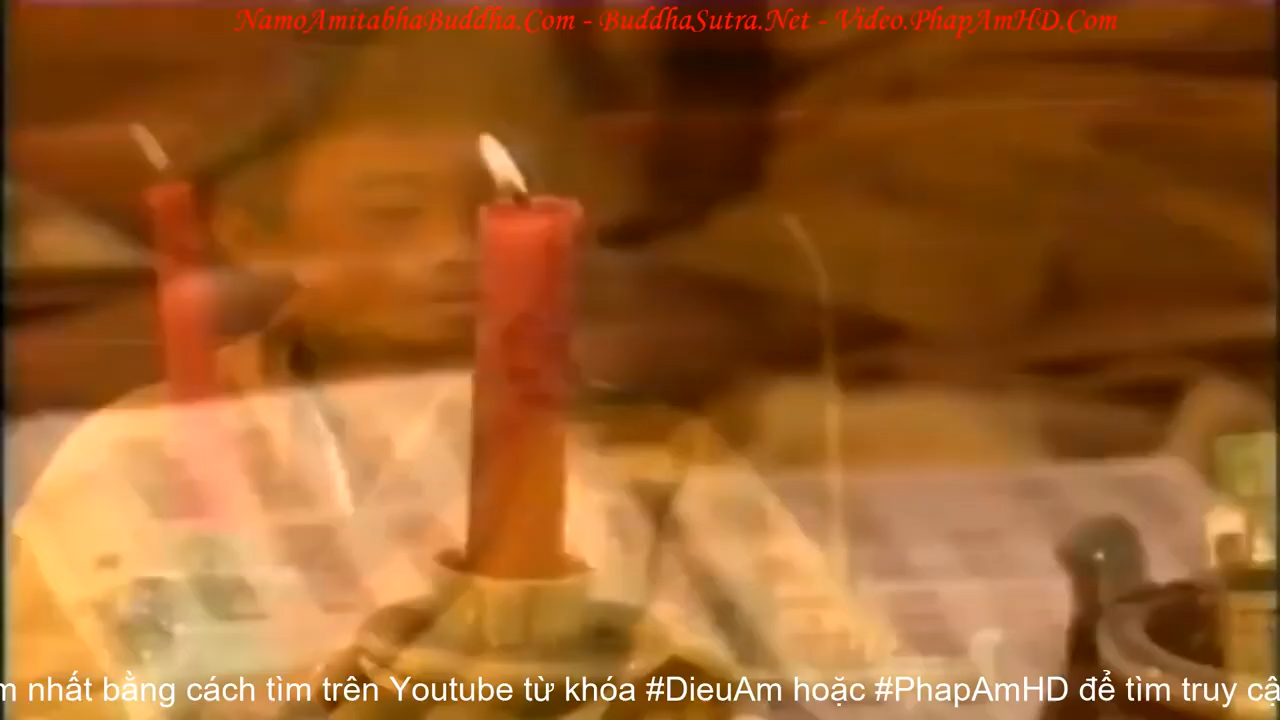 NamoAmitabhaBuddha.Com - BuddhaSutra.Net - Video.PhapAmHD.Com
m nhất bằng cách tìm trên Youtube từ khóa #DieuAm hoặc #PhapAmHD để tìm truy cậ